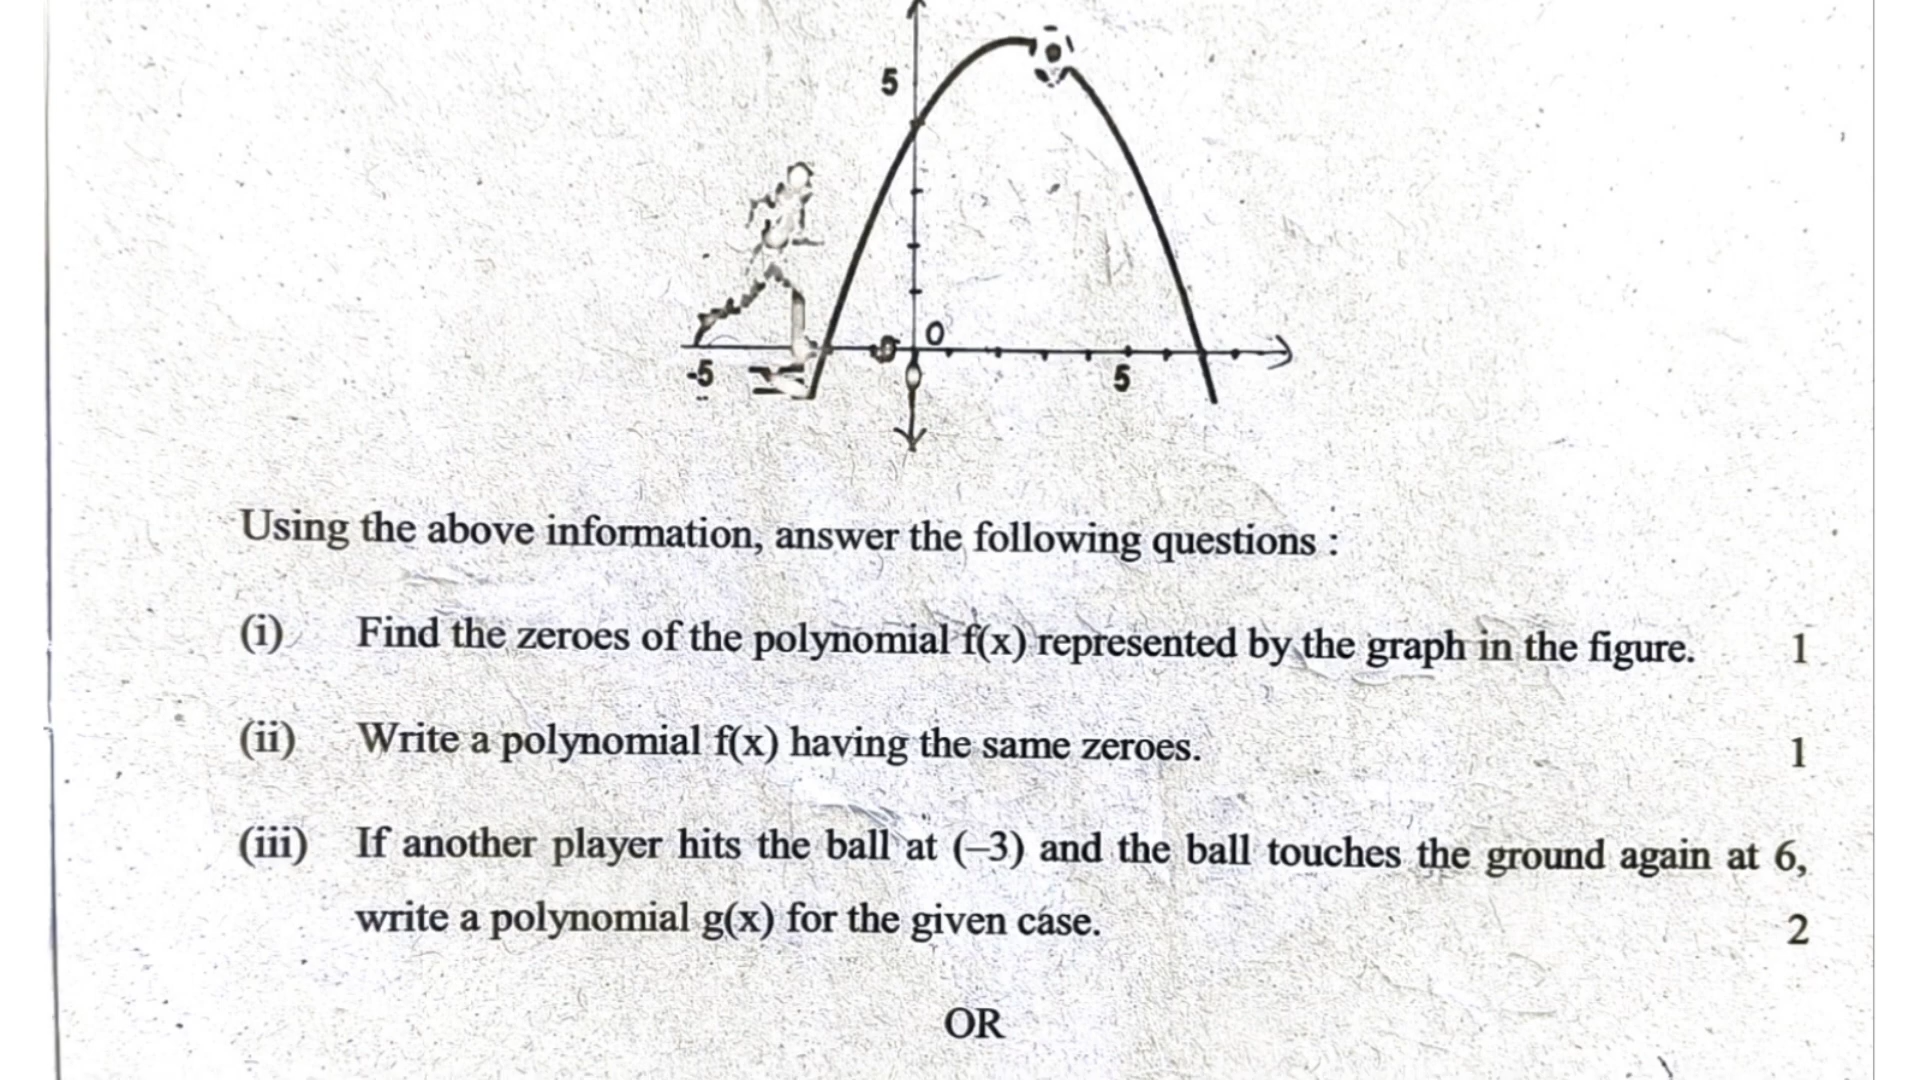 5
O
-5
5
Using the above information, answer the following questions :
(i) Find the zeroes of the polynomial f(x) represented by the graph in the figure. 1
(ii) Write a polynomial f(x) having the same zeroes. 1
(iii) If another player hits the ball at (–3) and the ball touches the ground again at 6,
write a polynomial g(x) for the given case. 2
OR